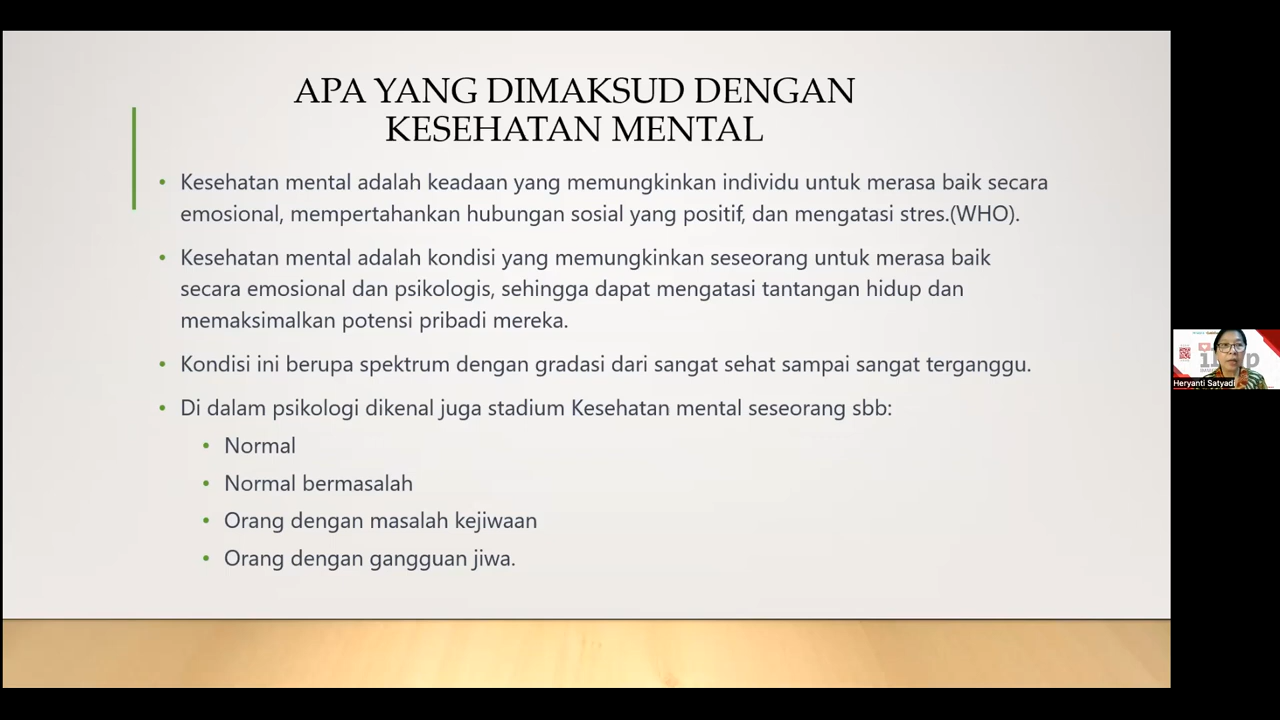 APA YANG DIMAKSUD DENGAN
KESEHATAN MENTAL
• Kesehatan mental adalah keadaan yang memungkinkan individu untuk merasa baik secara
emosional, mempertahankan hubungan sosial yang positif, dan mengatasi stres.(WHO).
• Kesehatan mental adalah kondisi yang memungkinkan seseorang untuk merasa baik
secara emosional dan psikologis, sehingga dapat mengatasi tantangan hidup dan
memaksimalkan potensi pribadi mereka.
• Kondisi ini berupa spektrum dengan gradasi dari sangat sehat sampai sangat terganggu.
• Di dalam psikologi dikenal juga stadium Kesehatan mental seseorang sbb:
• Normal
• Normal bermasalah
• Orang dengan masalah kejiwaan
• Orang dengan gangguan jiwa.
Heryanti Satyadi